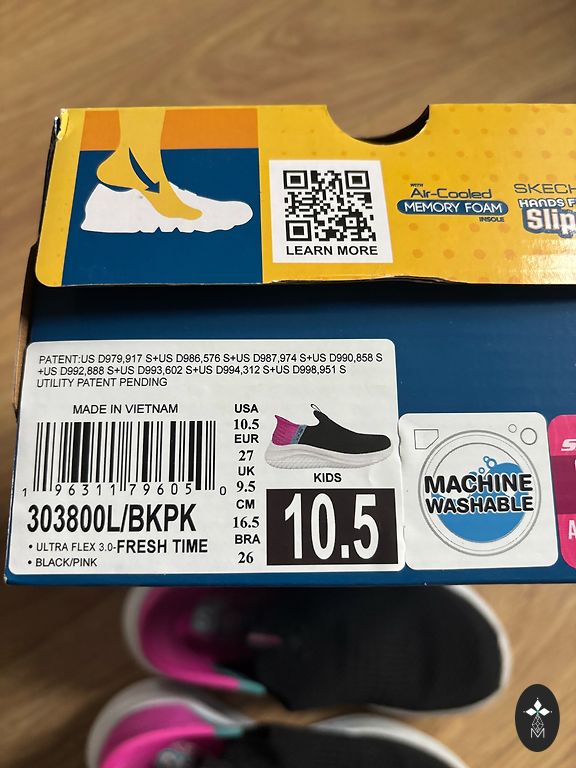 LEARN MORE
WITH
Air-Cooled
MEMORY FOAM
INSOLE
PATENT:US D979,917 S+US D986,576 S+US D987,974 S+US D990,858 S
+US D992,888 S+US D993,602 S+US D994,312 S+US D998,951 S
UTILITY PATENT PENDING
MADE IN VIETNAM
1 96311 79605 0
303800L/BKPK
• ULTRA FLEX 3.0-FRESH TIME
• BLACK/PINK
USA
10.5
EUR
27
UK
9.5
CM
16.5
BRA
26
KIDS
10.5
MACHINE
WASHABLE